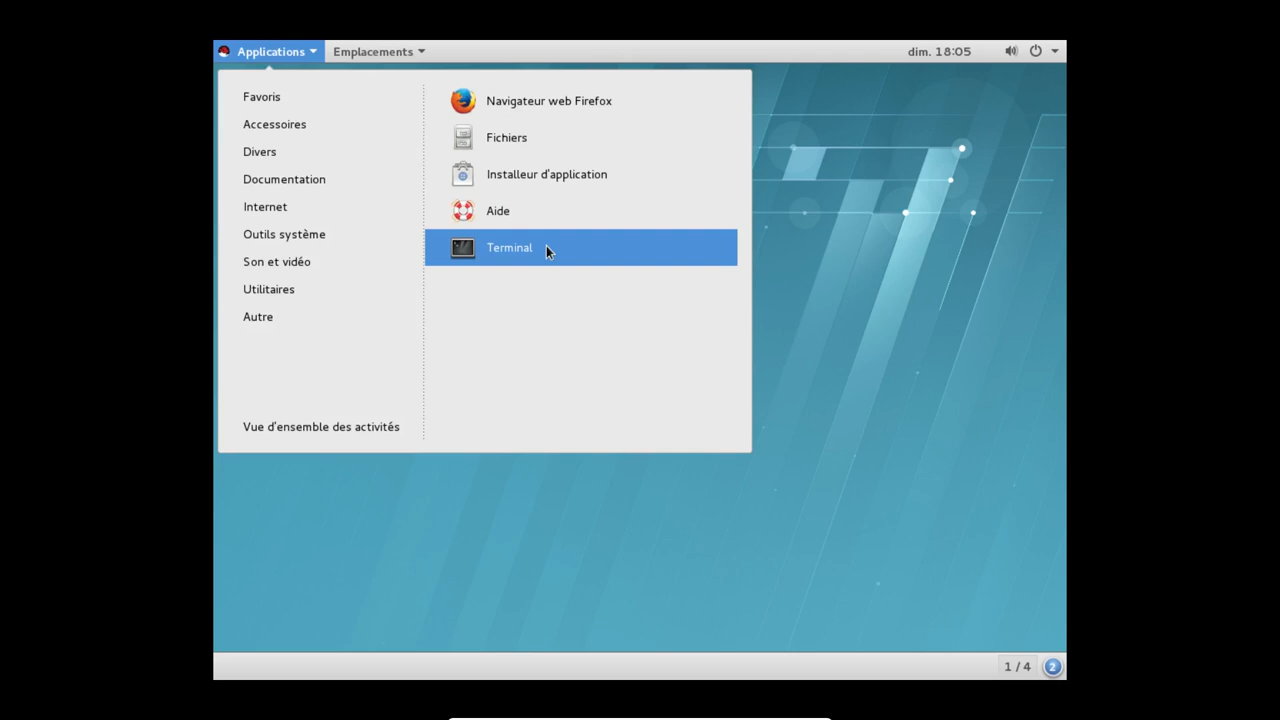 Applications Emplacements dim. 18:05
Favoris
Accessoires
Divers
Documentation
Internet
Outils système
Son et vidéo
Utilitaires
Autre
Vue d'ensemble des activités
Navigateur web Firefox
Fichiers
Installeur d'application
Aide
Terminal
1 / 4 2